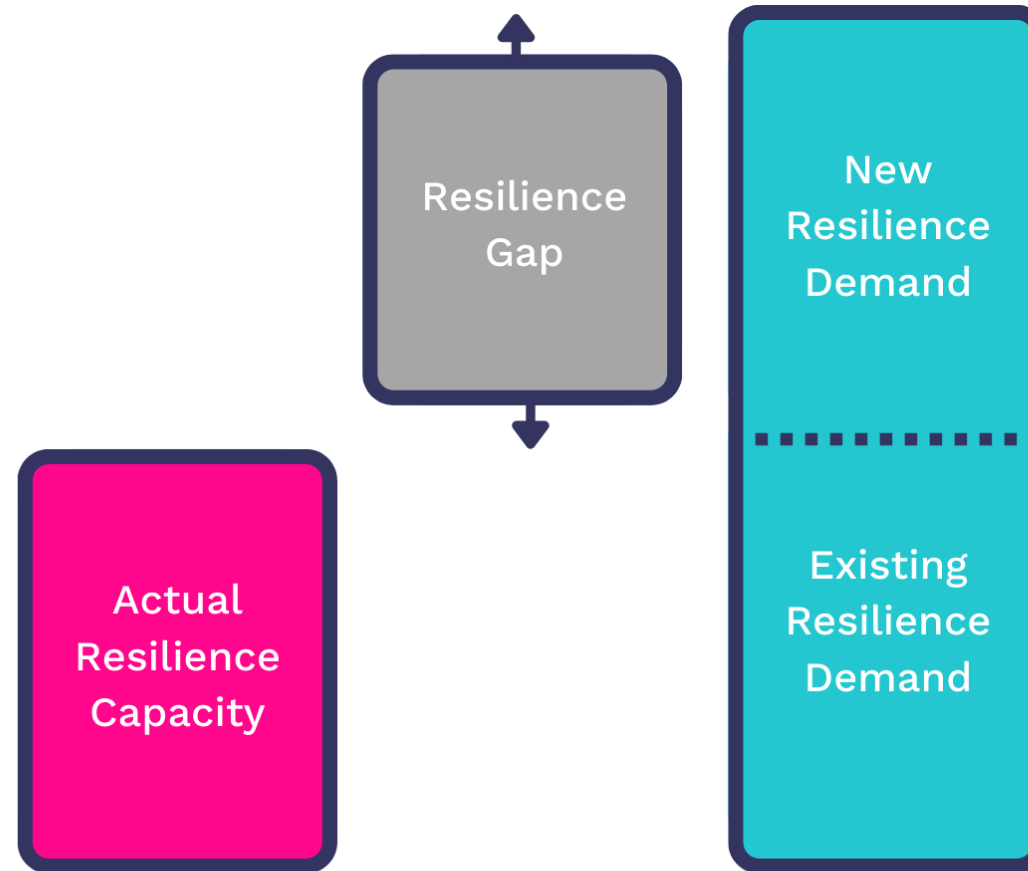 Resilience
Gap
New
Resilience
Demand
Actual
Resilience
Capacity
Existing
Resilience
Demand